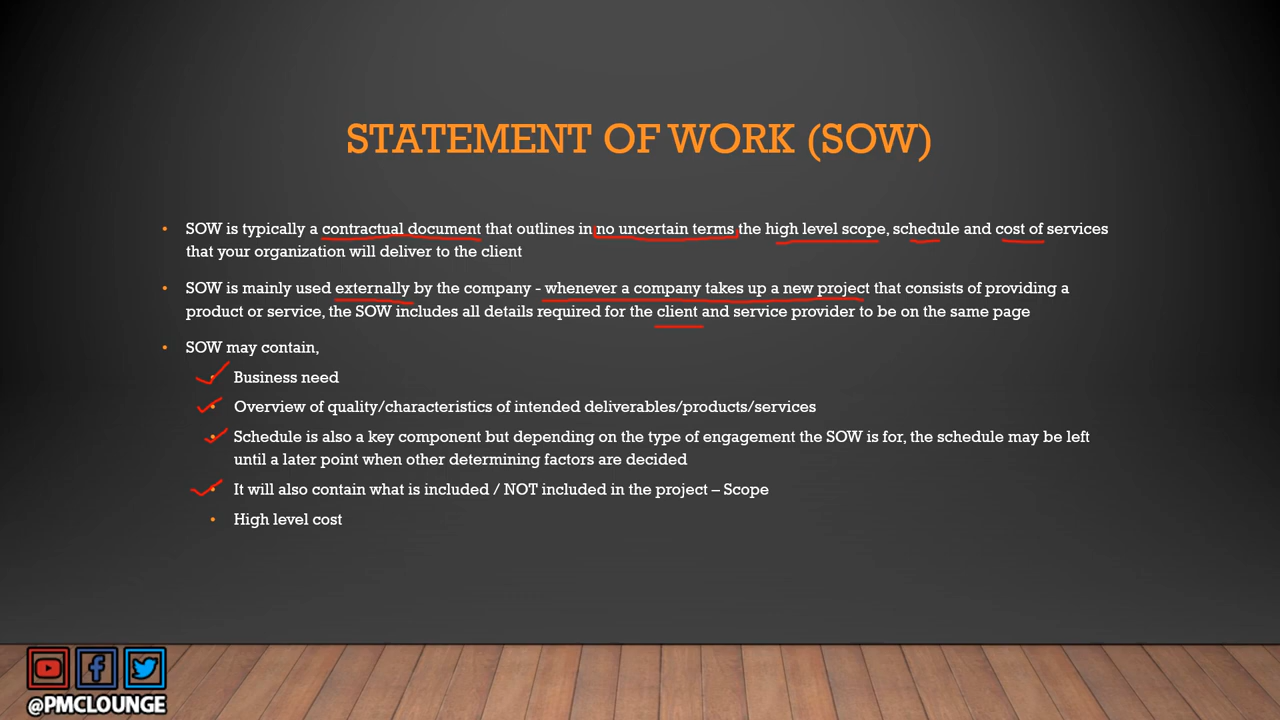 STATEMENT OF WORK (SOW)
• SOW is typically a contractual document that outlines in no uncertain terms the high level scope, schedule and cost of services
that your organization will deliver to the client
• SOW is mainly used externally by the company - whenever a company takes up a new project that consists of providing a
product or service, the SOW includes all details required for the client and service provider to be on the same page
• SOW may contain,
• Business need
• Overview of quality/characteristics of intended deliverables/products/services
• Schedule is also a key component but depending on the type of engagement the SOW is for, the schedule may be left
until a later point when other determining factors are decided
• It will also contain what is included / NOT included in the project – Scope
• High level cost
@PMCLOUNGE